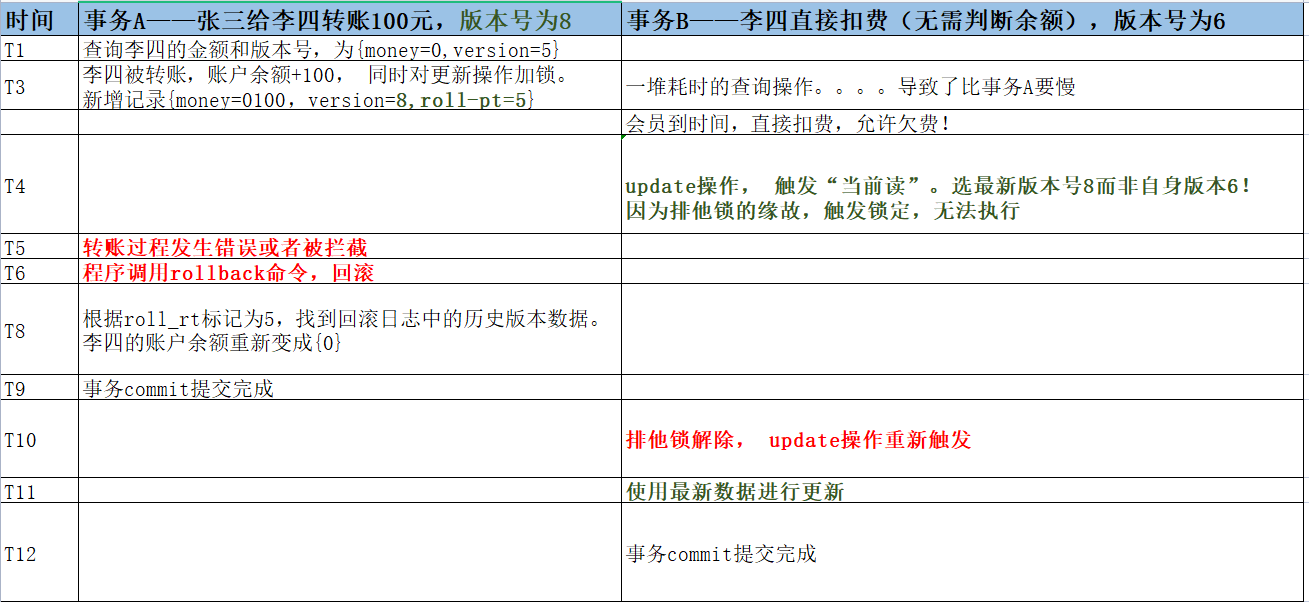 时间 事务A——张三给李四转账100元，版本号为8 事务B——李四直接扣费（无需判断余额），版本号为6
T1 查询李四的金额和版本号，为{money=0,version=5}
T3 李四被转账，账户余额+100， 同时对更新操作加锁。
新增记录{money=0100，version=8,roll-pt=5}
一堆耗时的查询操作。。。。导致了比事务A要慢
会员到时间，直接扣费，允许欠费！
T4 update操作， 触发“当前读”。选最新版本号8而非自身版本6！
因为排他锁的缘故，触发锁定，无法执行
T5 转账过程发生错误或者被拦截
T6 程序调用rollback命令，回滚
T8 根据roll_rt标记为5，找到回滚日志中的历史版本数据。
李四的账户余额重新变成{0}
T9 事务commit提交完成
T10 排他锁解除， update操作重新触发
T11 使用最新数据进行更新
T12 事务commit提交完成